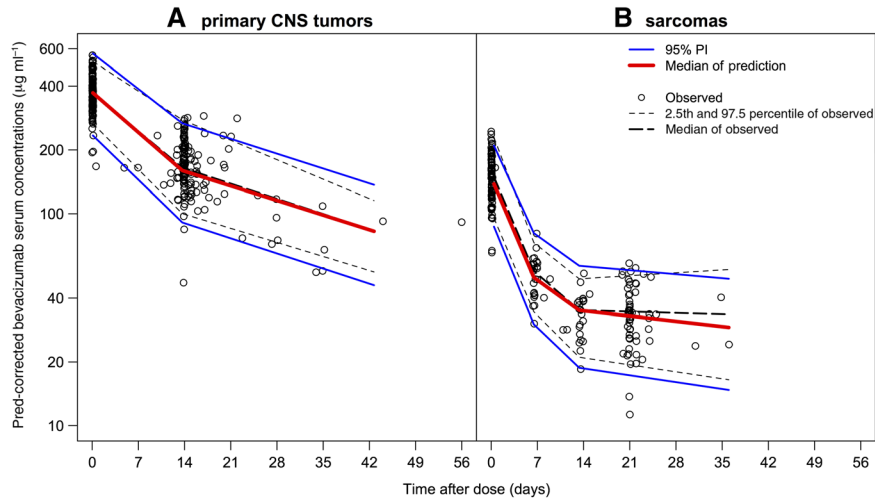 A primary CNS tumors
B sarcomas
Pred-corrected bevacizumab serum concentrations (μg ml⁻¹)
600
400
200
100
40
20
10
95% PI
Median of prediction
Observed
2.5th and 97.5 percentile of observed
Median of observed
0 7 14 21 28 35 42 49 56
0 7 14 21 28 35 42 49 56
Time after dose (days)